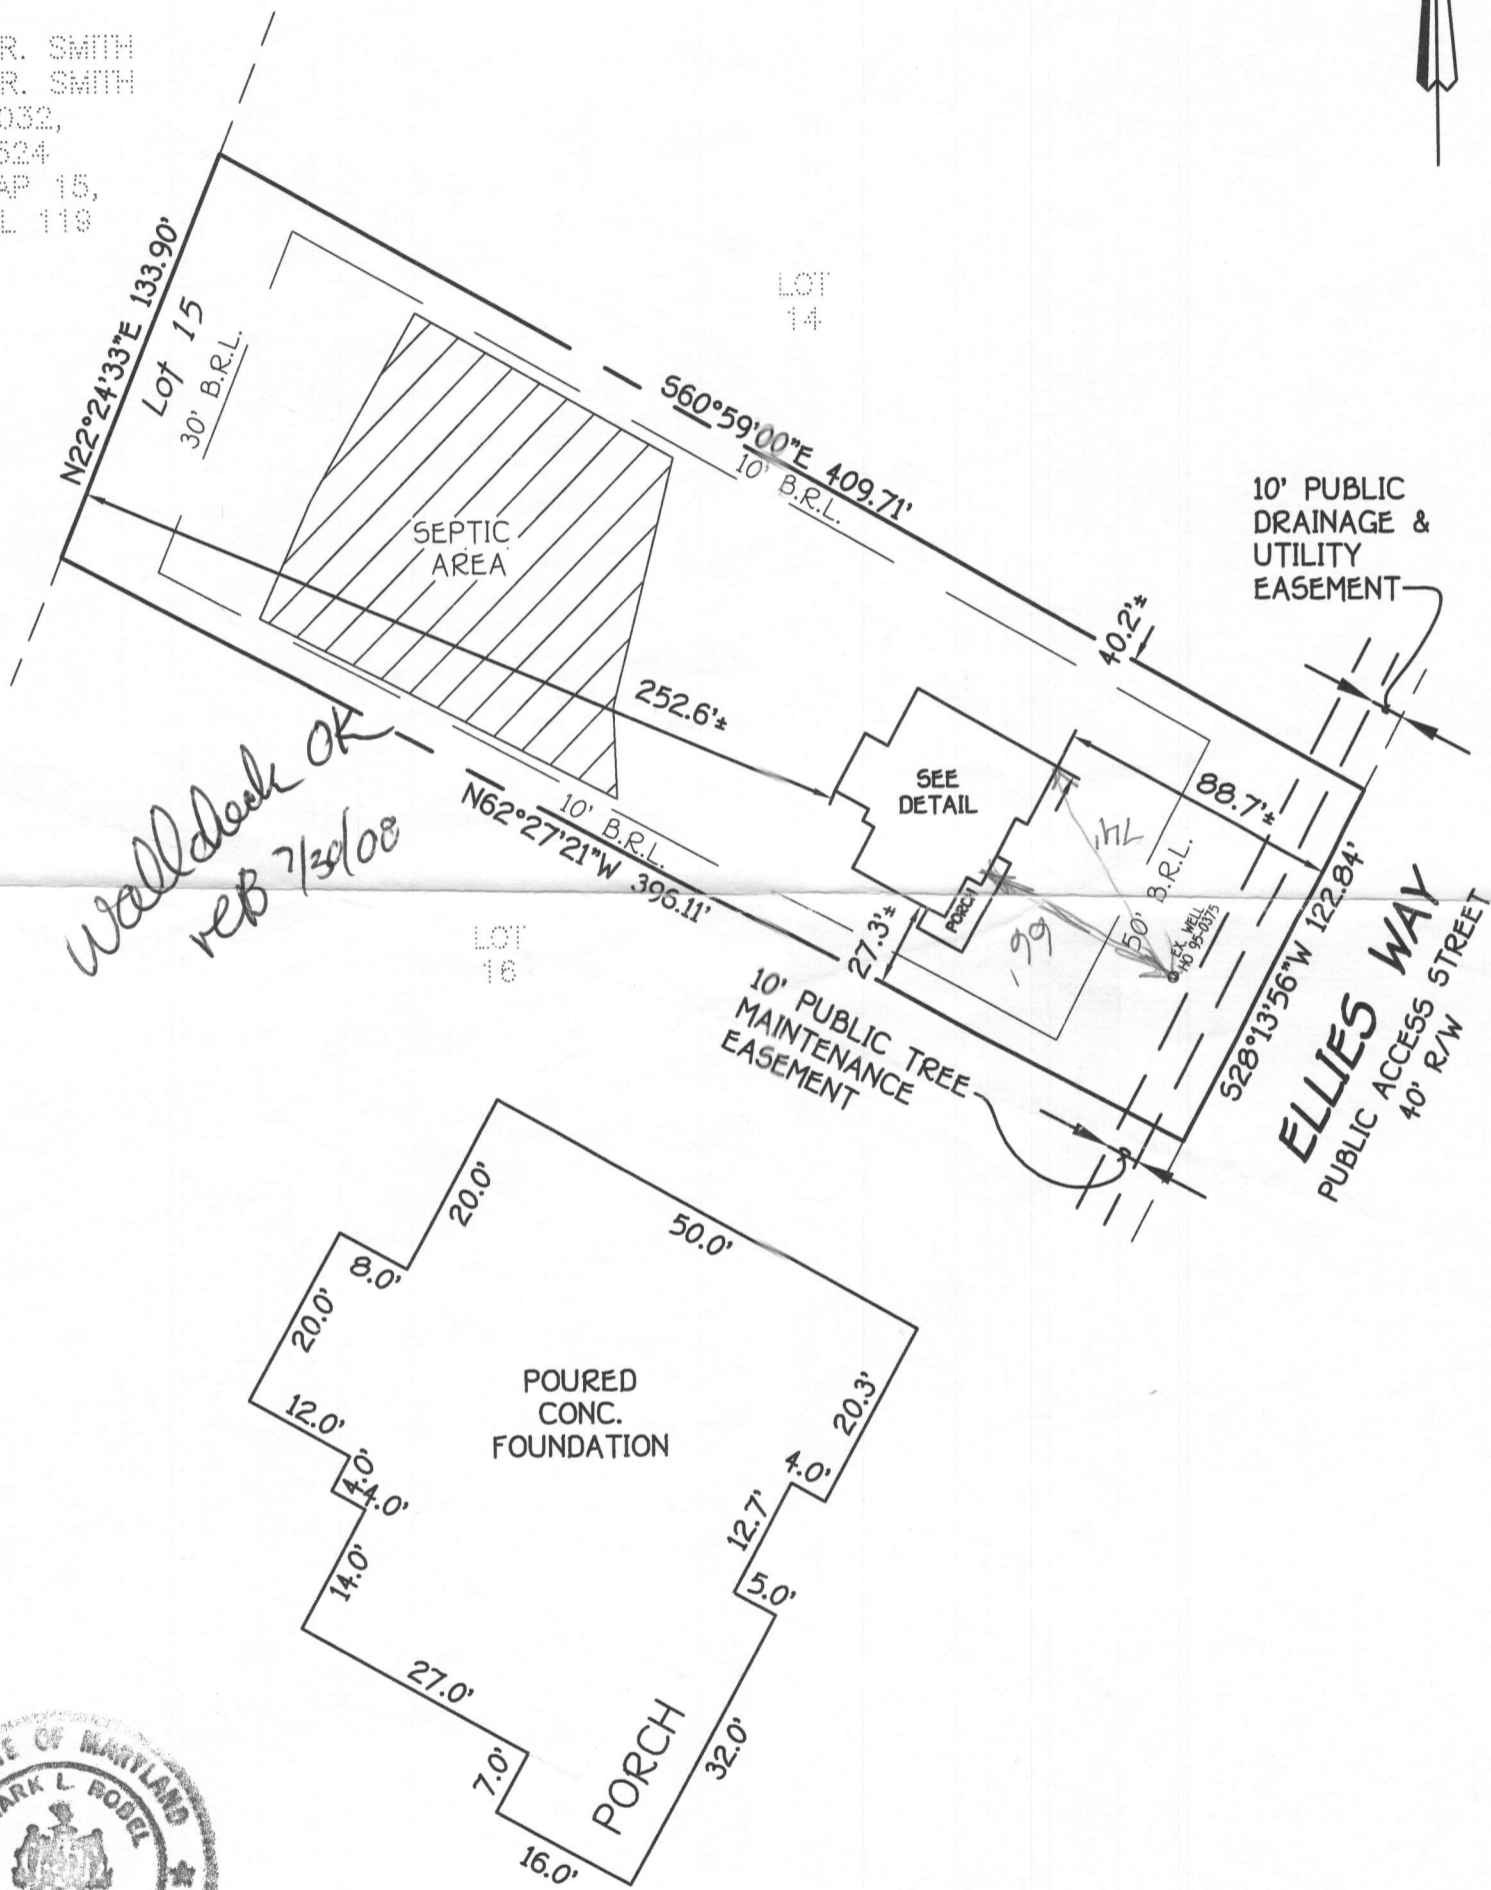 R. SMITH
R. SMITH
032,
524
AP 15,
L 119
N22°24'33"E 133.90'
Lot 15
30' B.R.L.
LOT
14
S60°59'00"E 409.71'
10' B.R.L.
SEPTIC
AREA
10' PUBLIC
DRAINAGE &
UTILITY
EASEMENT
40.2'±
252.6'±
SEE
DETAIL
88.7'±
74'
66'
50' B.R.L.
PORCH
EX. WELL
HO 95-0375
27.3'±
10' B.R.L.
N62°27'21"W 396.11'
Wallcheck OK
7/30/08
LOT
16
10' PUBLIC TREE
MAINTENANCE
EASEMENT
S28°13'56"W 122.84'
ELLIES WAY
PUBLIC ACCESS STREET
40' R/W
20.0'
50.0'
8.0'
20.0'
12.0'
4.0'
4.0'
14.0'
27.0'
7.0'
16.0'
32.0'
5.0'
12.7'
4.0'
20.3'
POURED
CONC.
FOUNDATION
PORCH
TE OF MARYLAND
ARK L. BOBEL